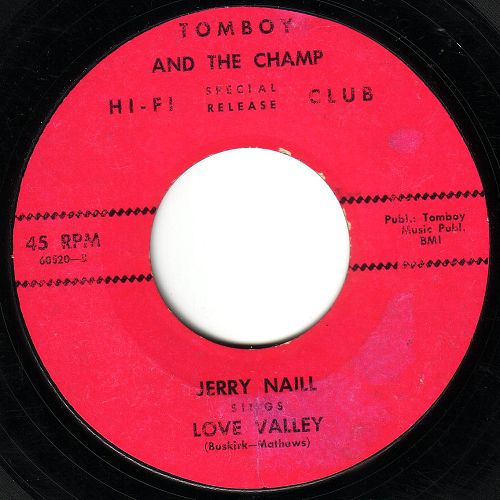 TOMBOY
AND THE CHAMP
HI-FI SPECIAL RELEASE CLUB
45 RPM
60520-B
Publ.: Tomboy
Music Publ.
BMI
JERRY NAILL
SINGS
LOVE VALLEY
(Buskirk-Mathews)